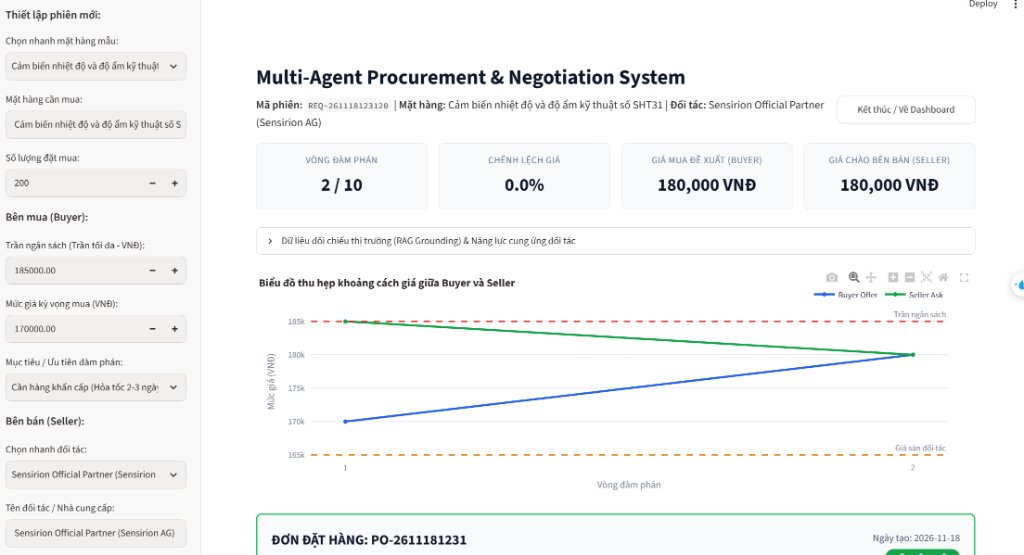 Deploy
Thiết lập phiên mới:
Chọn nhanh mặt hàng mẫu:
Cảm biến nhiệt độ và độ ẩm kỹ thuật
Mặt hàng cần mua:
Cảm biến nhiệt độ và độ ẩm kỹ thuật số S
Số lượng đặt mua:
200
Bên mua (Buyer):
Trần ngân sách (Trần tối đa - VNĐ):
185000.00
Mức giá kỳ vọng mua (VNĐ):
170000.00
Mục tiêu / Ưu tiên đàm phán:
Cần hàng khẩn cấp (Hỏa tốc 2-3 ngày
Bên bán (Seller):
Chọn nhanh đối tác:
Sensirion Official Partner (Sensirion
Tên đối tác / Nhà cung cấp:
Sensirion Official Partner (Sensirion AG)
Multi-Agent Procurement & Negotiation System
Mã phiên: REQ-261118123120 | Mặt hàng: Cảm biến nhiệt độ và độ ẩm kỹ thuật số SHT31 | Đối tác: Sensirion Official Partner
(Sensirion AG)
Kết thúc / Về Dashboard
VÒNG ĐÀM PHÁN
2 / 10
CHÊNH LỆCH GIÁ
0.0%
GIÁ MUA ĐỀ XUẤT (BUYER)
180,000 VNĐ
GIÁ CHÀO BÊN BÁN (SELLER)
180,000 VNĐ
Dữ liệu đối chiếu thị trường (RAG Grounding) & Năng lực cung ứng đối tác
Biểu đồ thu hẹp khoảng cách giá giữa Buyer và Seller
Buyer Offer
Seller Ask
Trần ngân sách
185k
180k
175k
170k
165k
Mức giá (VNĐ)
Giá sàn đối tác
1
2
Vòng đàm phán
ĐƠN ĐẶT HÀNG: PO-2611181231
Ngày tạo: 2026-11-18